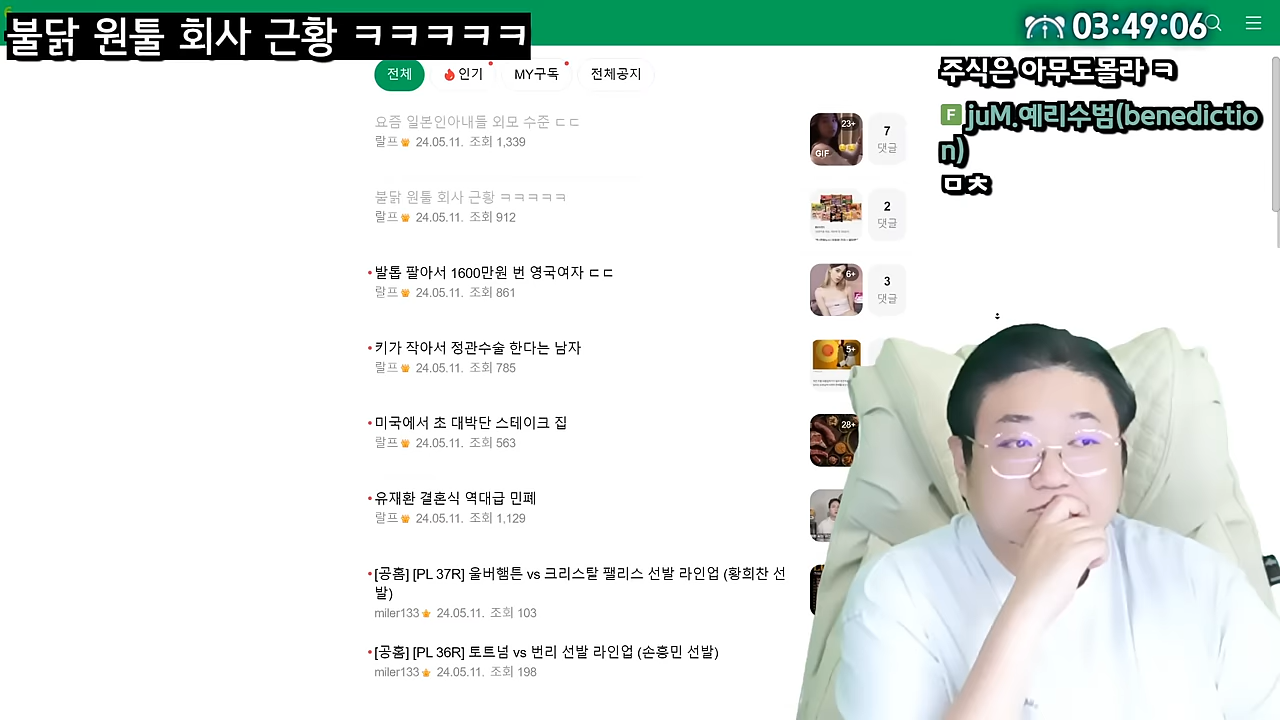 불닭 원툴 회사 근황 ㅋㅋㅋㅋㅋ
03:49:06
전체
인기
MY구독
전체공지
주식은 아무도몰라 ㅋ
F juM.예리수범(benedictio
n)
ㅁㅊ
요즘 일본인아내들 외모 수준 ㄷㄷ
랄프 24.05.11. 조회 1,339
GIF
23+
7
댓글
불닭 원툴 회사 근황 ㅋㅋㅋㅋㅋ
랄프 24.05.11. 조회 912
2
댓글
발톱 팔아서 1600만원 번 영국여자 ㄷㄷ
랄프 24.05.11. 조회 861
6+
3
댓글
키가 작아서 정관수술 한다는 남자
랄프 24.05.11. 조회 785
5+
미국에서 초 대박단 스테이크 집
랄프 24.05.11. 조회 563
28+
유재환 결혼식 역대급 민폐
랄프 24.05.11. 조회 1,129
[공홈] [PL 37R] 울버햄튼 vs 크리스탈 팰리스 선발 라인업 (황희찬 선
발)
miler133 24.05.11. 조회 103
[공홈] [PL 36R] 토트넘 vs 번리 선발 라인업 (손흥민 선발)
miler133 24.05.11. 조회 198